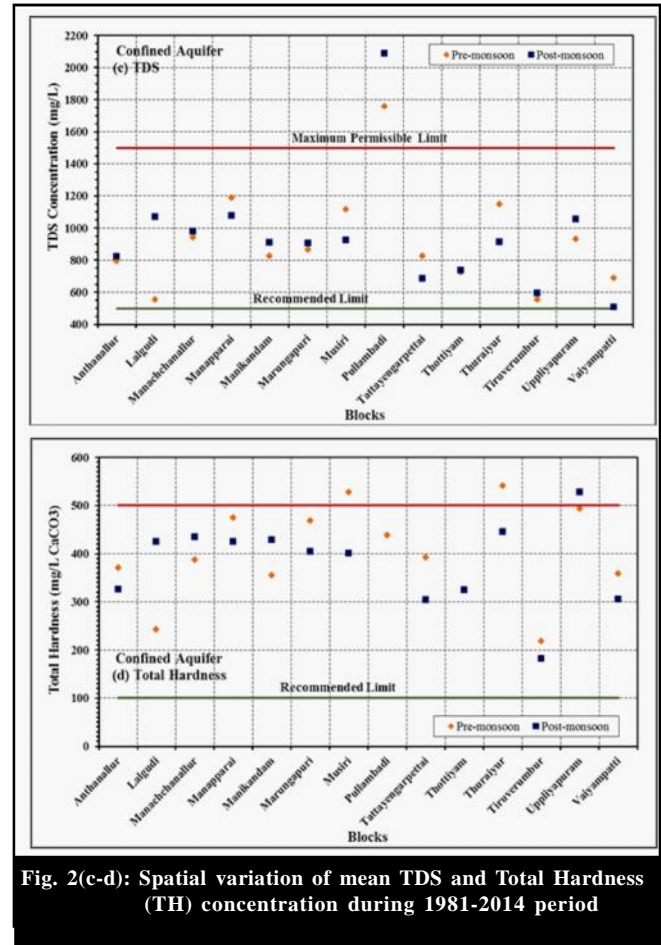 Confined Aquifer
(c) TDS
Pre-monsoon
Post-monsoon
TDS Concentration (mg/L)
2200
2000
1800
1600
1400
1200
1000
800
600
400
Maximum Permissible Limit
Recommended Limit
Anthanallur
Lalgudi
Manachchanallur
Manapparai
Manikandam
Marungapuri
Musiri
Pullambadi
Tattayengarpettai
Thottiyam
Thuraiyur
Tiruverumbur
Uppliyapuram
Vaiyampatti
Blocks
Total Hardness (mg/L CaCO3)
600
500
400
300
200
100
0
Confined Aquifer
(d) Total Hardness
Recommended Limit
Pre-monsoon
Post-monsoon
Anthanallur
Lalgudi
Manachchanallur
Manapparai
Manikandam
Marungapuri
Musiri
Pullambadi
Tattayengarpettai
Thottiyam
Thuraiyur
Tiruverumbur
Uppliyapuram
Vaiyampatti
Blocks
Fig. 2(c-d): Spatial variation of mean TDS and Total Hardness
(TH) concentration during 1981-2014 period